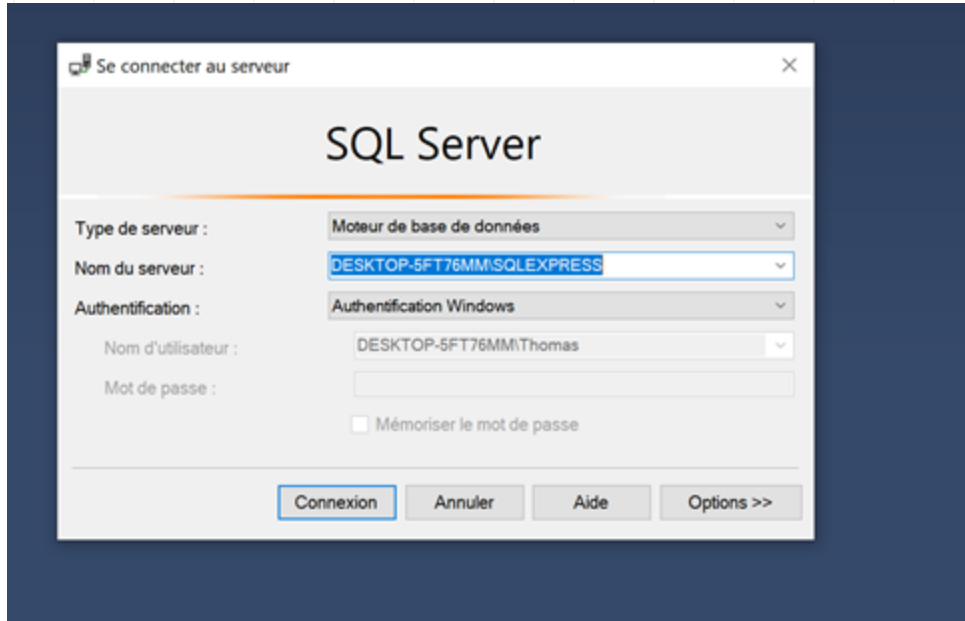 Se connecter au serveur
SQL Server
Type de serveur : Moteur de base de données
Nom du serveur : DESKTOP-5FT76MM\SQLEXPRESS
Authentification : Authentification Windows
Nom d'utilisateur : DESKTOP-5FT76MM\Thomas
Mot de passe :
Mémoriser le mot de passe
Connexion Annuler Aide Options >>